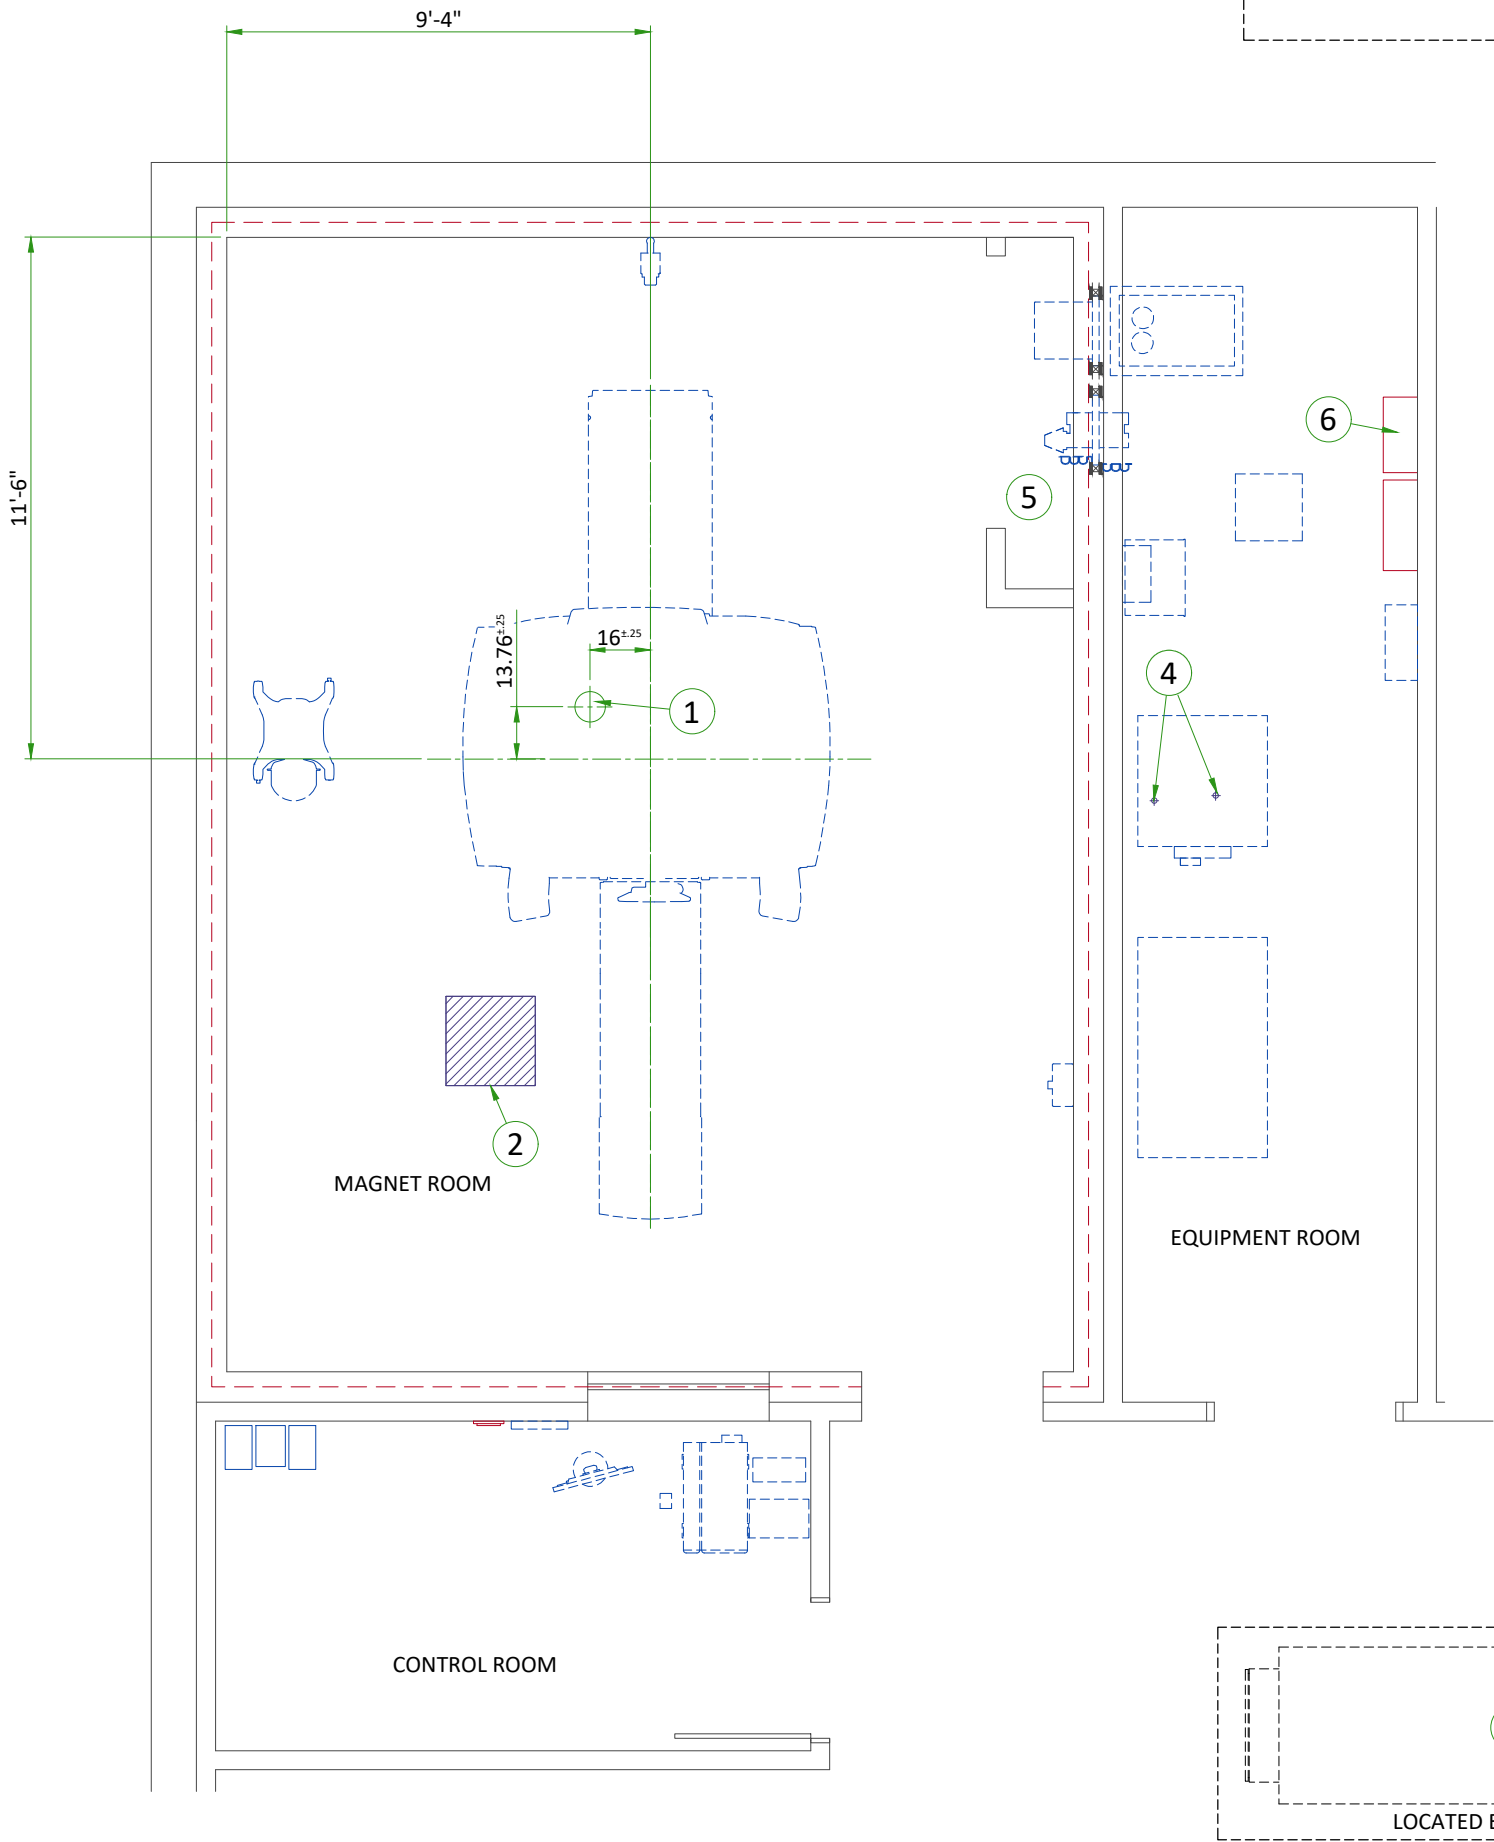 9'-4"
11'-6"
6
5
13.76±.25
16±.25
4
1
2
MAGNET ROOM
EQUIPMENT ROOM
CONTROL ROOM
LOCATED